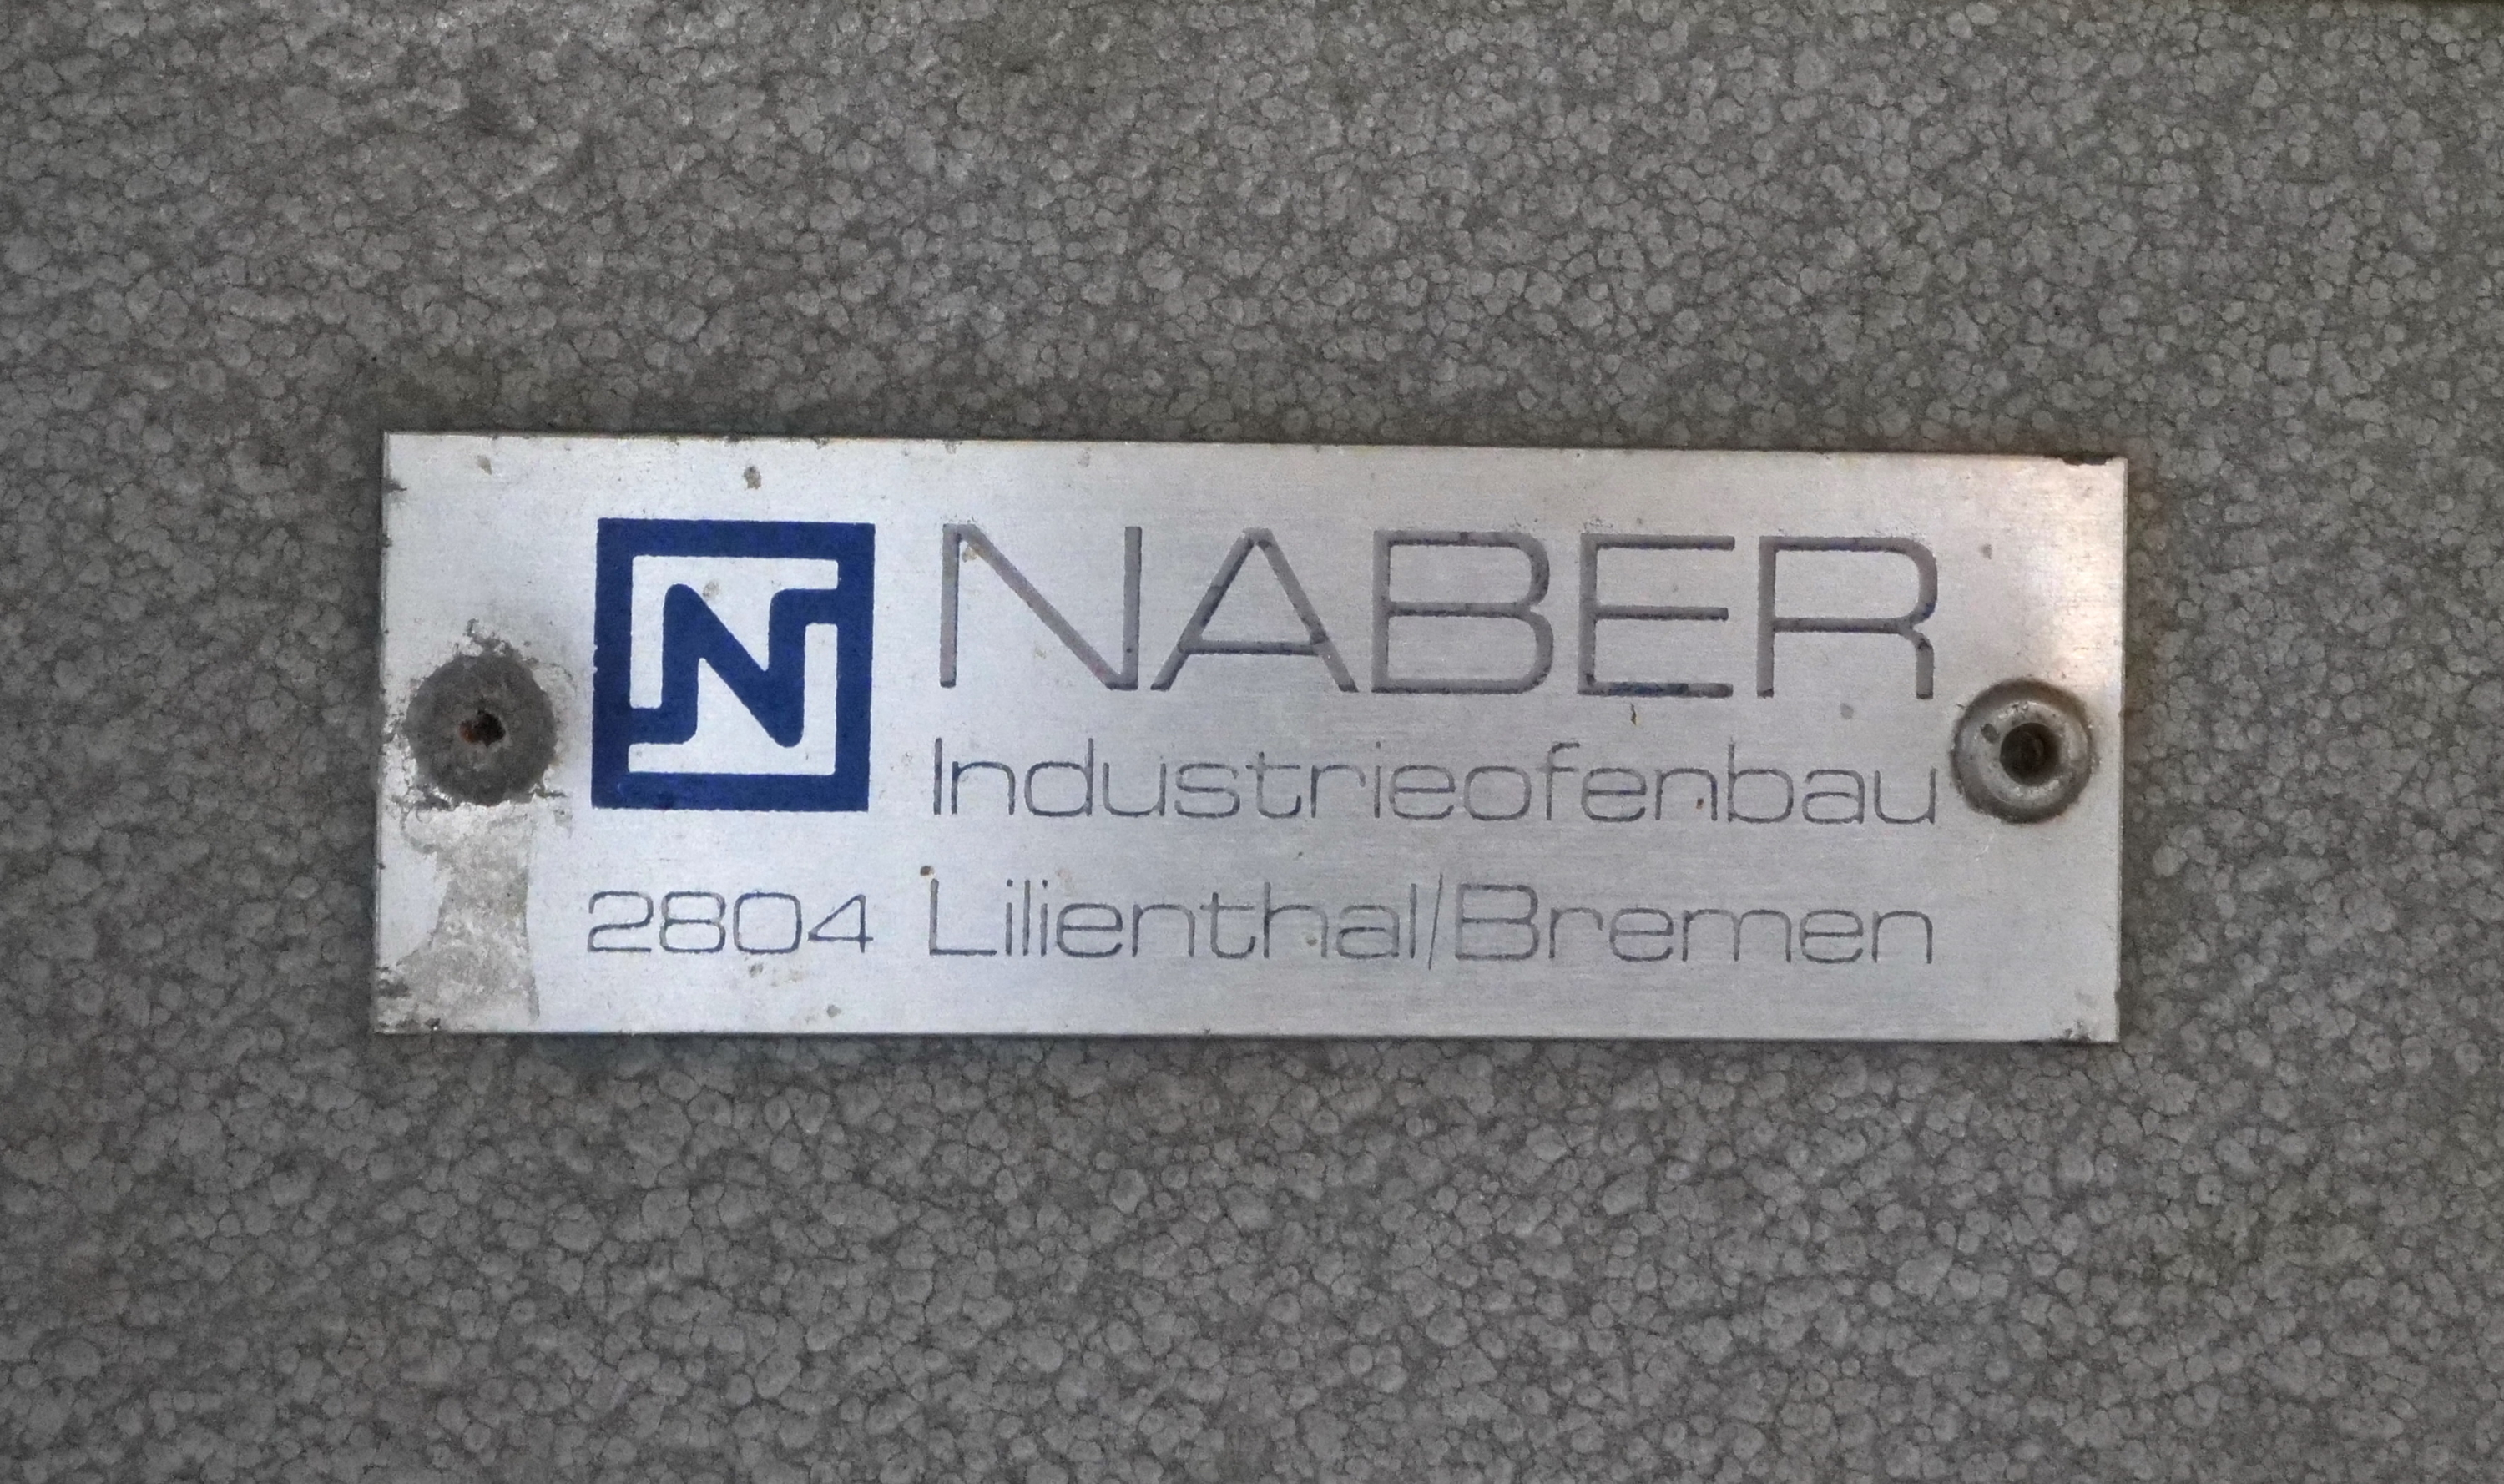 N NABER
Industrieofenbau
2804 Lilienthal/Bremen